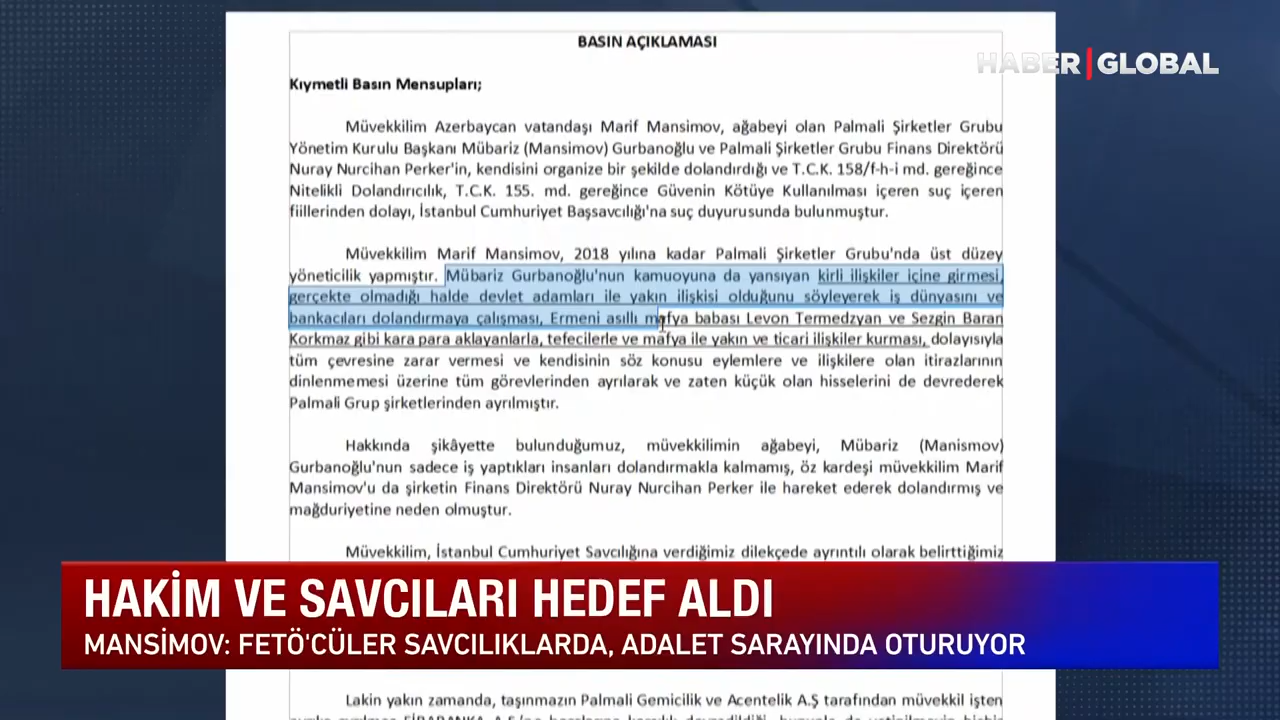 BASIN AÇIKLAMASI
HABER GLOBAL
Kıymetli Basın Mensupları;
Müvekkilim Azerbaycan vatandaşı Marif Mansimov, ağabeyi olan Palmali Şirketler Grubu
Yönetim Kurulu Başkanı Mübariz (Mansimov) Gurbanoğlu ve Palmali Şirketler Grubu Finans Direktörü
Nuray Nurcihan Perker'in, kendisini organize bir şekilde dolandırdığı ve T.C.K. 158/f-h-i md. gereğince
Nitelikli Dolandırıcılık, T.C.K. 155. md. gereğince Güvenin Kötüye Kullanılması içeren suç içeren
fiillerinden dolayı, İstanbul Cumhuriyet Başsavcılığı'na suç duyurusunda bulunmuştur.
Müvekkilim Marif Mansimov, 2018 yılına kadar Palmali Şirketler Grubu'nda üst düzey
yöneticilik yapmıştır. Mübariz Gurbanoğlu'nun kamuoyuna da yansıyan kirli ilişkiler içine girmesi,
gerçekte olmadığı halde devlet adamları ile yakın ilişkisi olduğunu söyleyerek iş dünyasını ve
bankacıları dolandırmaya çalışması, Ermeni asıllı mafya babası Levon Termedzyan ve Sezgin Baran
Korkmaz gibi kara para aklayanlarla, tefecilerle ve mafya ile yakın ve ticari ilişkiler kurması, dolayısıyla
tüm çevresine zarar vermesi ve kendisinin söz konusu eylemlere ve ilişkilere olan itirazlarının
dinlenmemesi üzerine tüm görevlerinden ayrılarak ve zaten küçük olan hisselerini de devrederek
Palmali Grup şirketlerinden ayrılmıştır.
Hakkında şikâyette bulunduğumuz, müvekkilimin ağabeyi, Mübariz (Manismov)
Gurbanoğlu'nun sadece iş yaptıkları insanları dolandırmakla kalmamış, öz kardeşi müvekkilim Marif
Mansimov'u da şirketin Finans Direktörü Nuray Nurcihan Perker ile hareket ederek dolandırmış ve
mağduriyetine neden olmuştur.
Müvekkilim, İstanbul Cumhuriyet Savcılığına verdiğimiz dilekçede ayrıntılı olarak belirttiğimiz
HAKİM VE SAVCILARI HEDEF ALDI
MANSİMOV: FETÖ'CÜLER SAVCILIKLARDA, ADALET SARAYINDA OTURUYOR
Lakin yakın zamanda, taşınmazın Palmali Gemicilik ve Acentelik A.Ş tarafından müvekkil işten